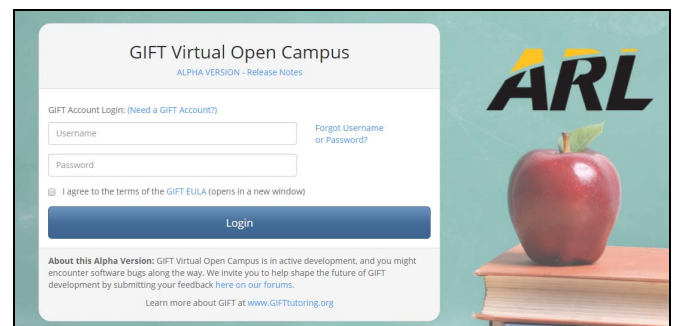 GIFT Virtual Open Campus
ALPHA VERSION - Release Notes
ARL
GIFT Account Login: (Need a GIFT Account?)
Username
Forgot Username
or Password?
Password
I agree to the terms of the GIFT EULA (opens in a new window)
Login
About this Alpha Version: GIFT Virtual Open Campus is in active development, and you might
encounter software bugs along the way. We invite you to help shape the future of GIFT
development by submitting your feedback here on our forums.
Learn more about GIFT at www.GIFTtutoring.org